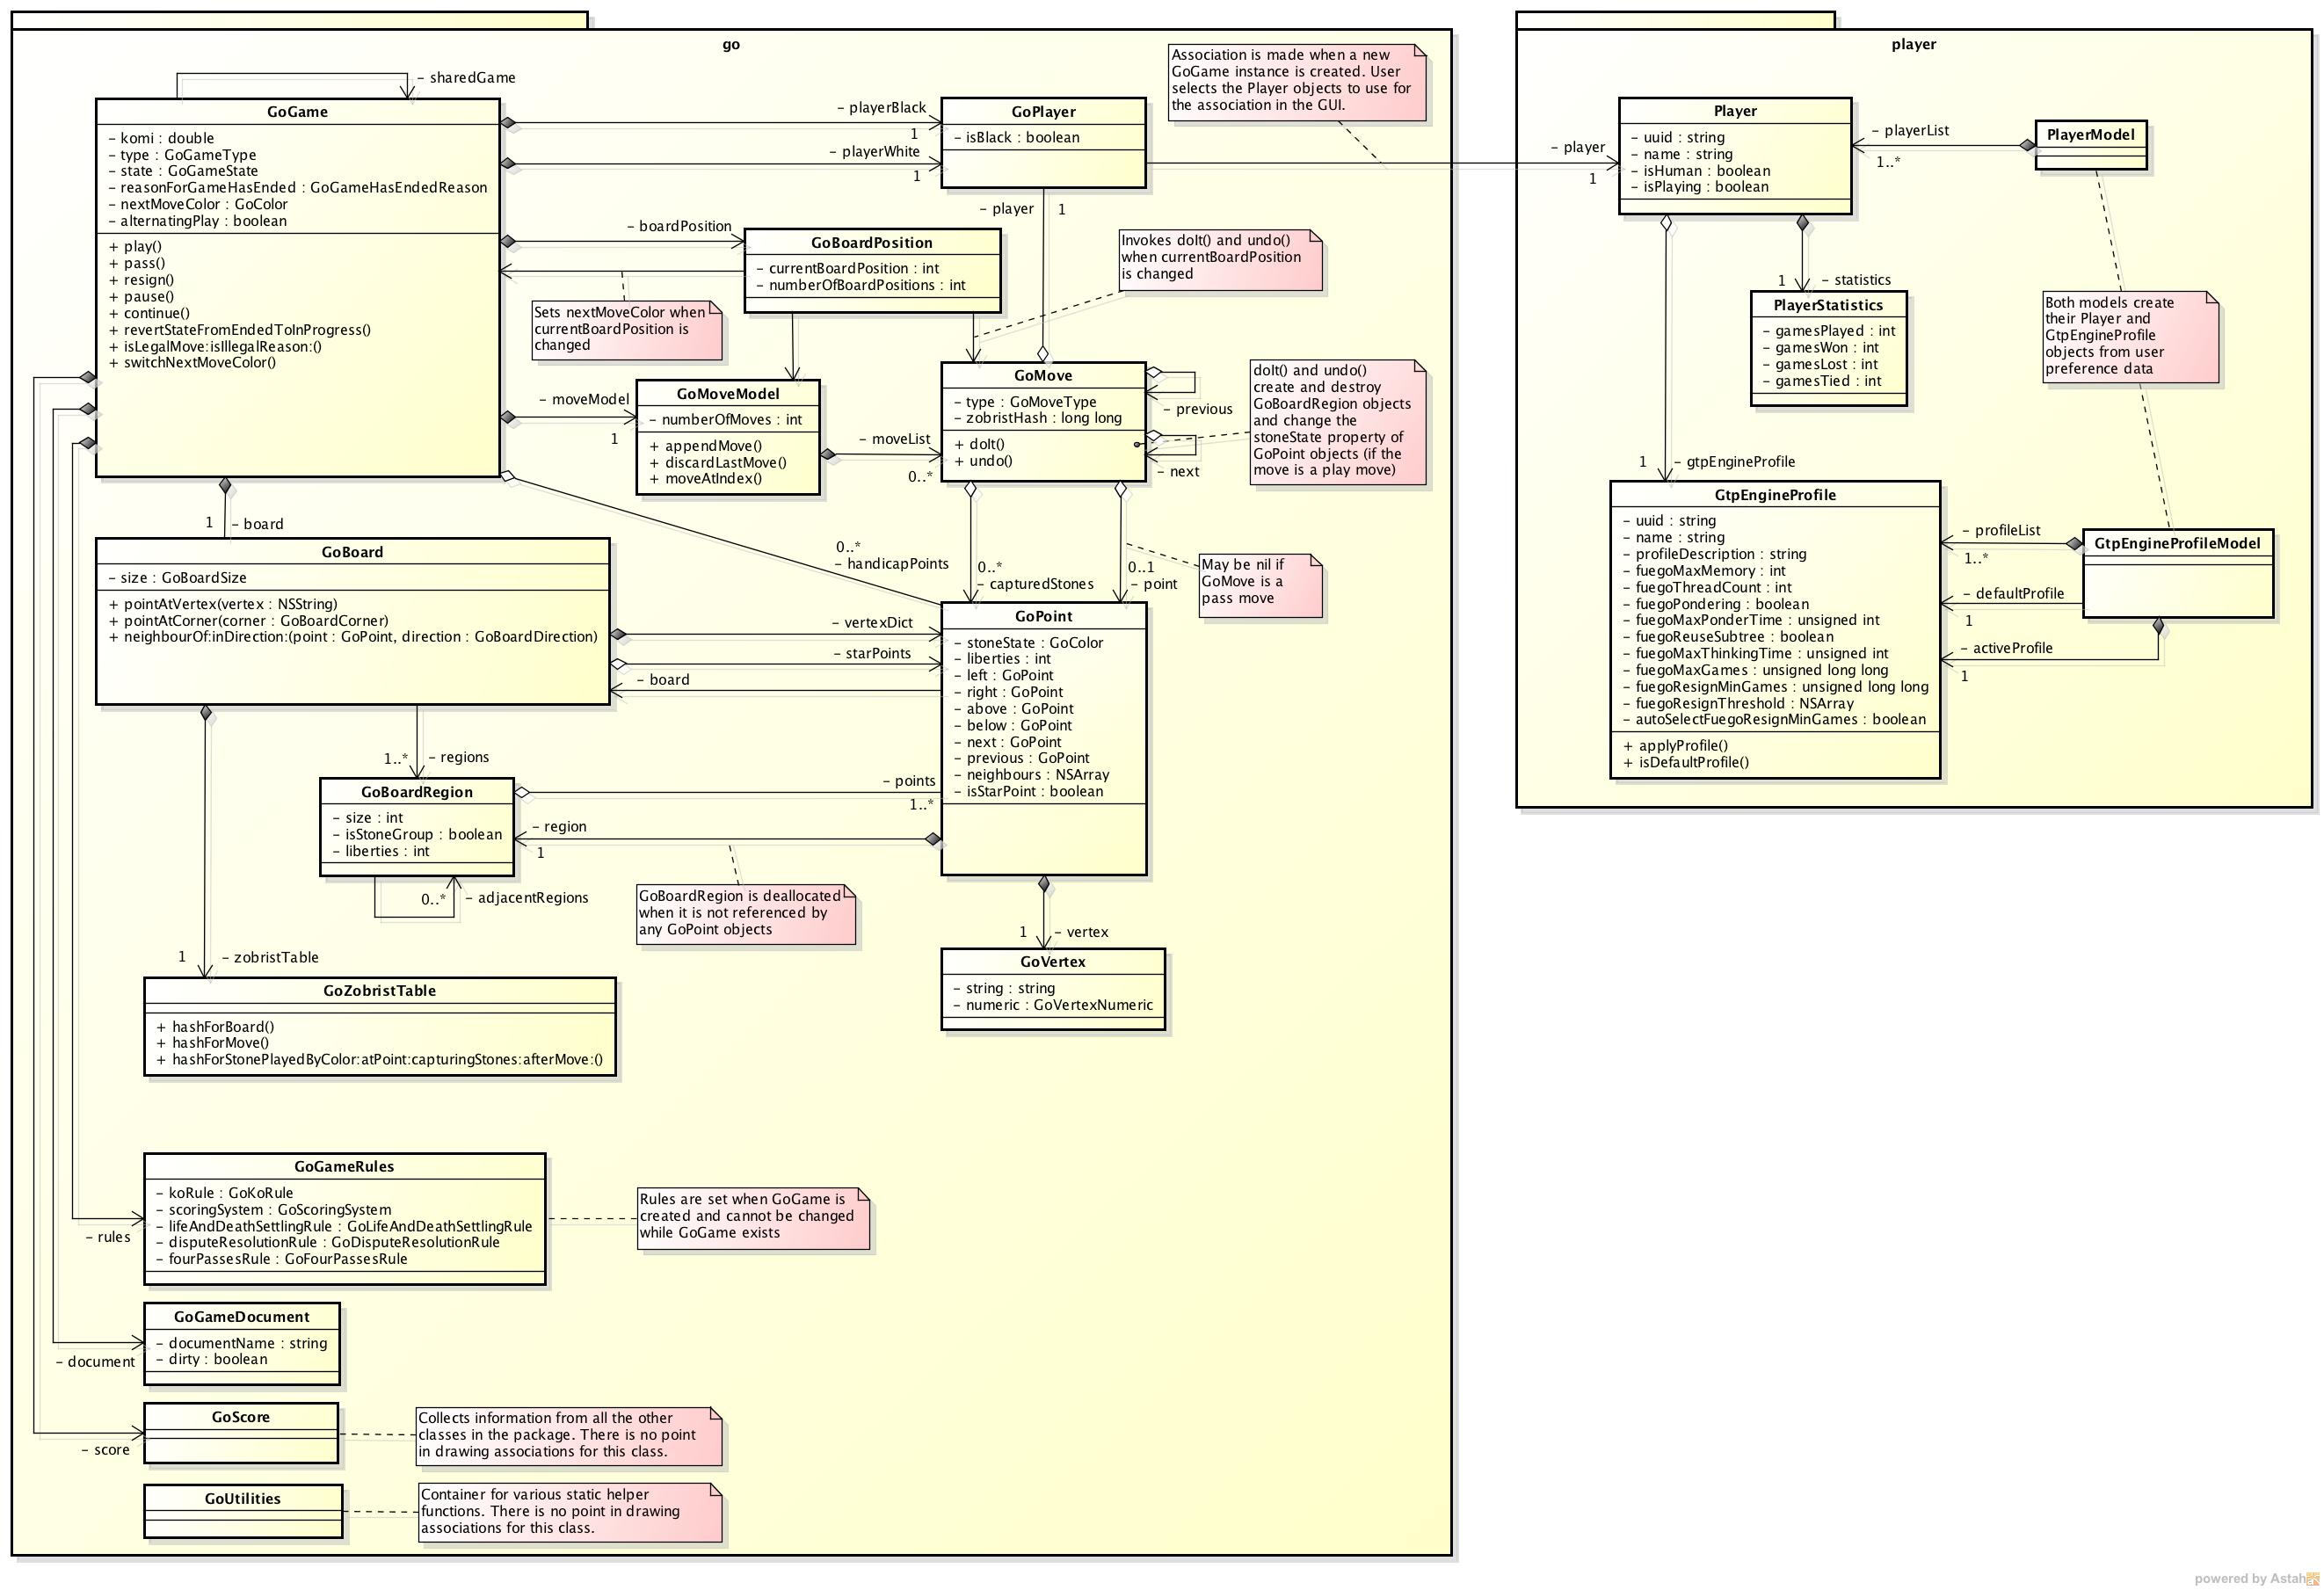 go
– sharedGame
GoGame
– komi : double
– type : GoGameType
– state : GoGameState
– reasonForGameHasEnded : GoGameHasEndedReason
– nextMoveColor : GoColor
– alternatingPlay : boolean
+ play()
+ pass()
+ resign()
+ pause()
+ continue()
+ revertStateFromEndedToInProgress()
+ isLegalMove:isIllegalReason:()
+ switchNextMoveColor()
– playerBlack
1
– playerWhite
1
GoPlayer
– isBlack : boolean
Association is made when a new
GoGame instance is created. User
selects the Player objects to use for
the association in the GUI.
– player
1
– player
1
– boardPosition
GoBoardPosition
– currentBoardPosition : int
– numberOfBoardPositions : int
Sets nextMoveColor when
currentBoardPosition is
changed
Invokes doIt() and undo()
when currentBoardPosition
is changed
– moveModel
1
GoMoveModel
– numberOfMoves : int
+ appendMove()
+ discardLastMove()
+ moveAtIndex()
– moveList
0..*
GoMove
– type : GoMoveType
– zobristHash : long long
+ doIt()
+ undo()
– previous
– next
doIt() and undo()
create and destroy
GoBoardRegion objects
and change the
stoneState property of
GoPoint objects (if the
move is a play move)
1
– board
0..*
– handicapPoints
0..*
– capturedStones
0..1
– point
May be nil if
GoMove is a
pass move
GoBoard
– size : GoBoardSize
+ pointAtVertex(vertex : NSString)
+ pointAtCorner(corner : GoBoardCorner)
+ neighbourOf:inDirection:(point : GoPoint, direction : GoBoardDirection)
– vertexDict
– starPoints
– board
GoPoint
– stoneState : GoColor
– liberties : int
– left : GoPoint
– right : GoPoint
– above : GoPoint
– below : GoPoint
– next : GoPoint
– previous : GoPoint
– neighbours : NSArray
– isStarPoint : boolean
1..*
– regions
GoBoardRegion
– size : int
– isStoneGroup : boolean
– liberties : int
– points
1..*
– region
1
0..*
– adjacentRegions
GoBoardRegion is deallocated
when it is not referenced by
any GoPoint objects
1
– vertex
GoVertex
– string : string
– numeric : GoVertexNumeric
1
– zobristTable
GoZobristTable
+ hashForBoard()
+ hashForMove()
+ hashForStonePlayedByColor:atPoint:capturingStones:afterMove:()
GoGameRules
– koRule : GoKoRule
– scoringSystem : GoScoringSystem
– lifeAndDeathSettlingRule : GoLifeAndDeathSettlingRule
– disputeResolutionRule : GoDisputeResolutionRule
– fourPassesRule : GoFourPassesRule
– rules
Rules are set when GoGame is
created and cannot be changed
while GoGame exists
GoGameDocument
– documentName : string
– dirty : boolean
– document
GoScore
– score
Collects information from all the other
classes in the package. There is no point
in drawing associations for this class.
GoUtilities
Container for various static helper
functions. There is no point in drawing
associations for this class.
player
Player
– uuid : string
– name : string
– isHuman : boolean
– isPlaying : boolean
– playerList
1..*
PlayerModel
1
– statistics
PlayerStatistics
– gamesPlayed : int
– gamesWon : int
– gamesLost : int
– gamesTied : int
Both models create
their Player and
GtpEngineProfile
objects from user
preference data
1
– gtpEngineProfile
GtpEngineProfile
– uuid : string
– name : string
– profileDescription : string
– fuegoMaxMemory : int
– fuegoThreadCount : int
– fuegoPondering : boolean
– fuegoMaxPonderTime : unsigned int
– fuegoReuseSubtree : boolean
– fuegoMaxThinkingTime : unsigned int
– fuegoMaxGames : unsigned long long
– fuegoResignMinGames : unsigned long long
– fuegoResignThreshold : NSArray
– autoSelectFuegoResignMinGames : boolean
+ applyProfile()
+ isDefaultProfile()
– profileList
1..*
– defaultProfile
1
– activeProfile
1
GtpEngineProfileModel
powered by Astah